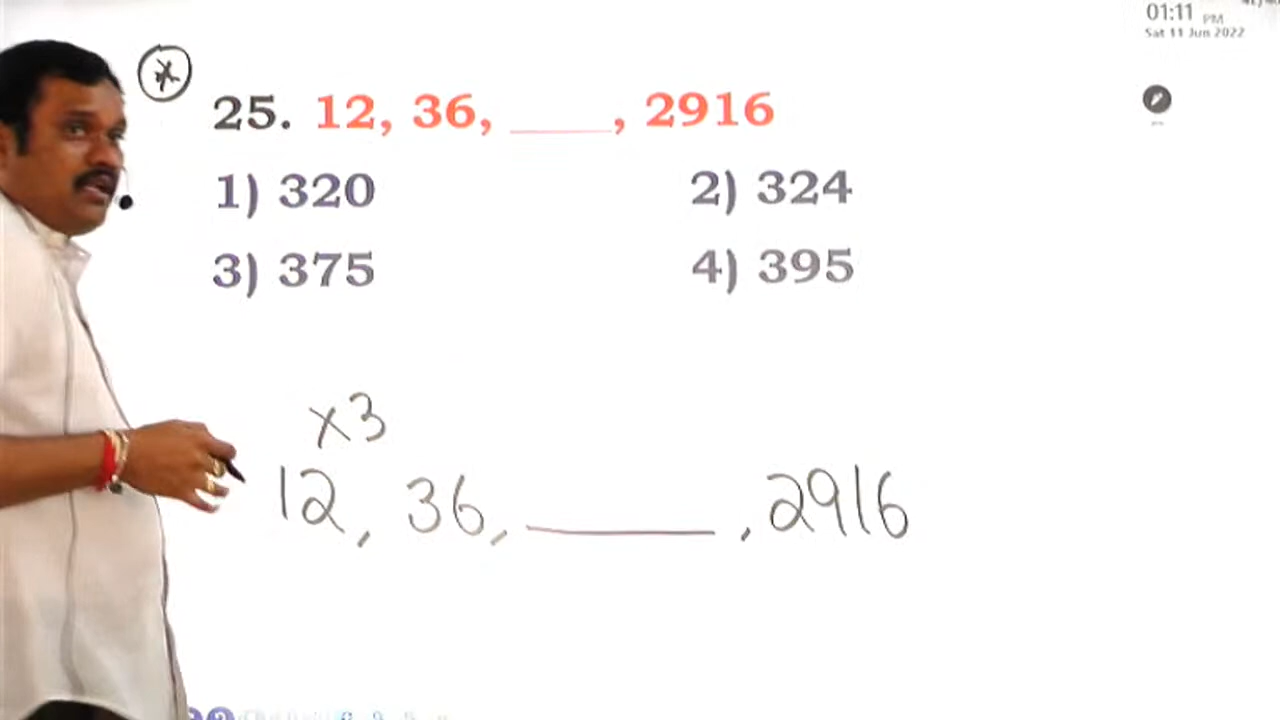 01:11 PM
Sat 11 Jun 2022
25. 12, 36, ____, 2916
1) 320
2) 324
3) 375
4) 395
×3
12, 36, ____, 2916